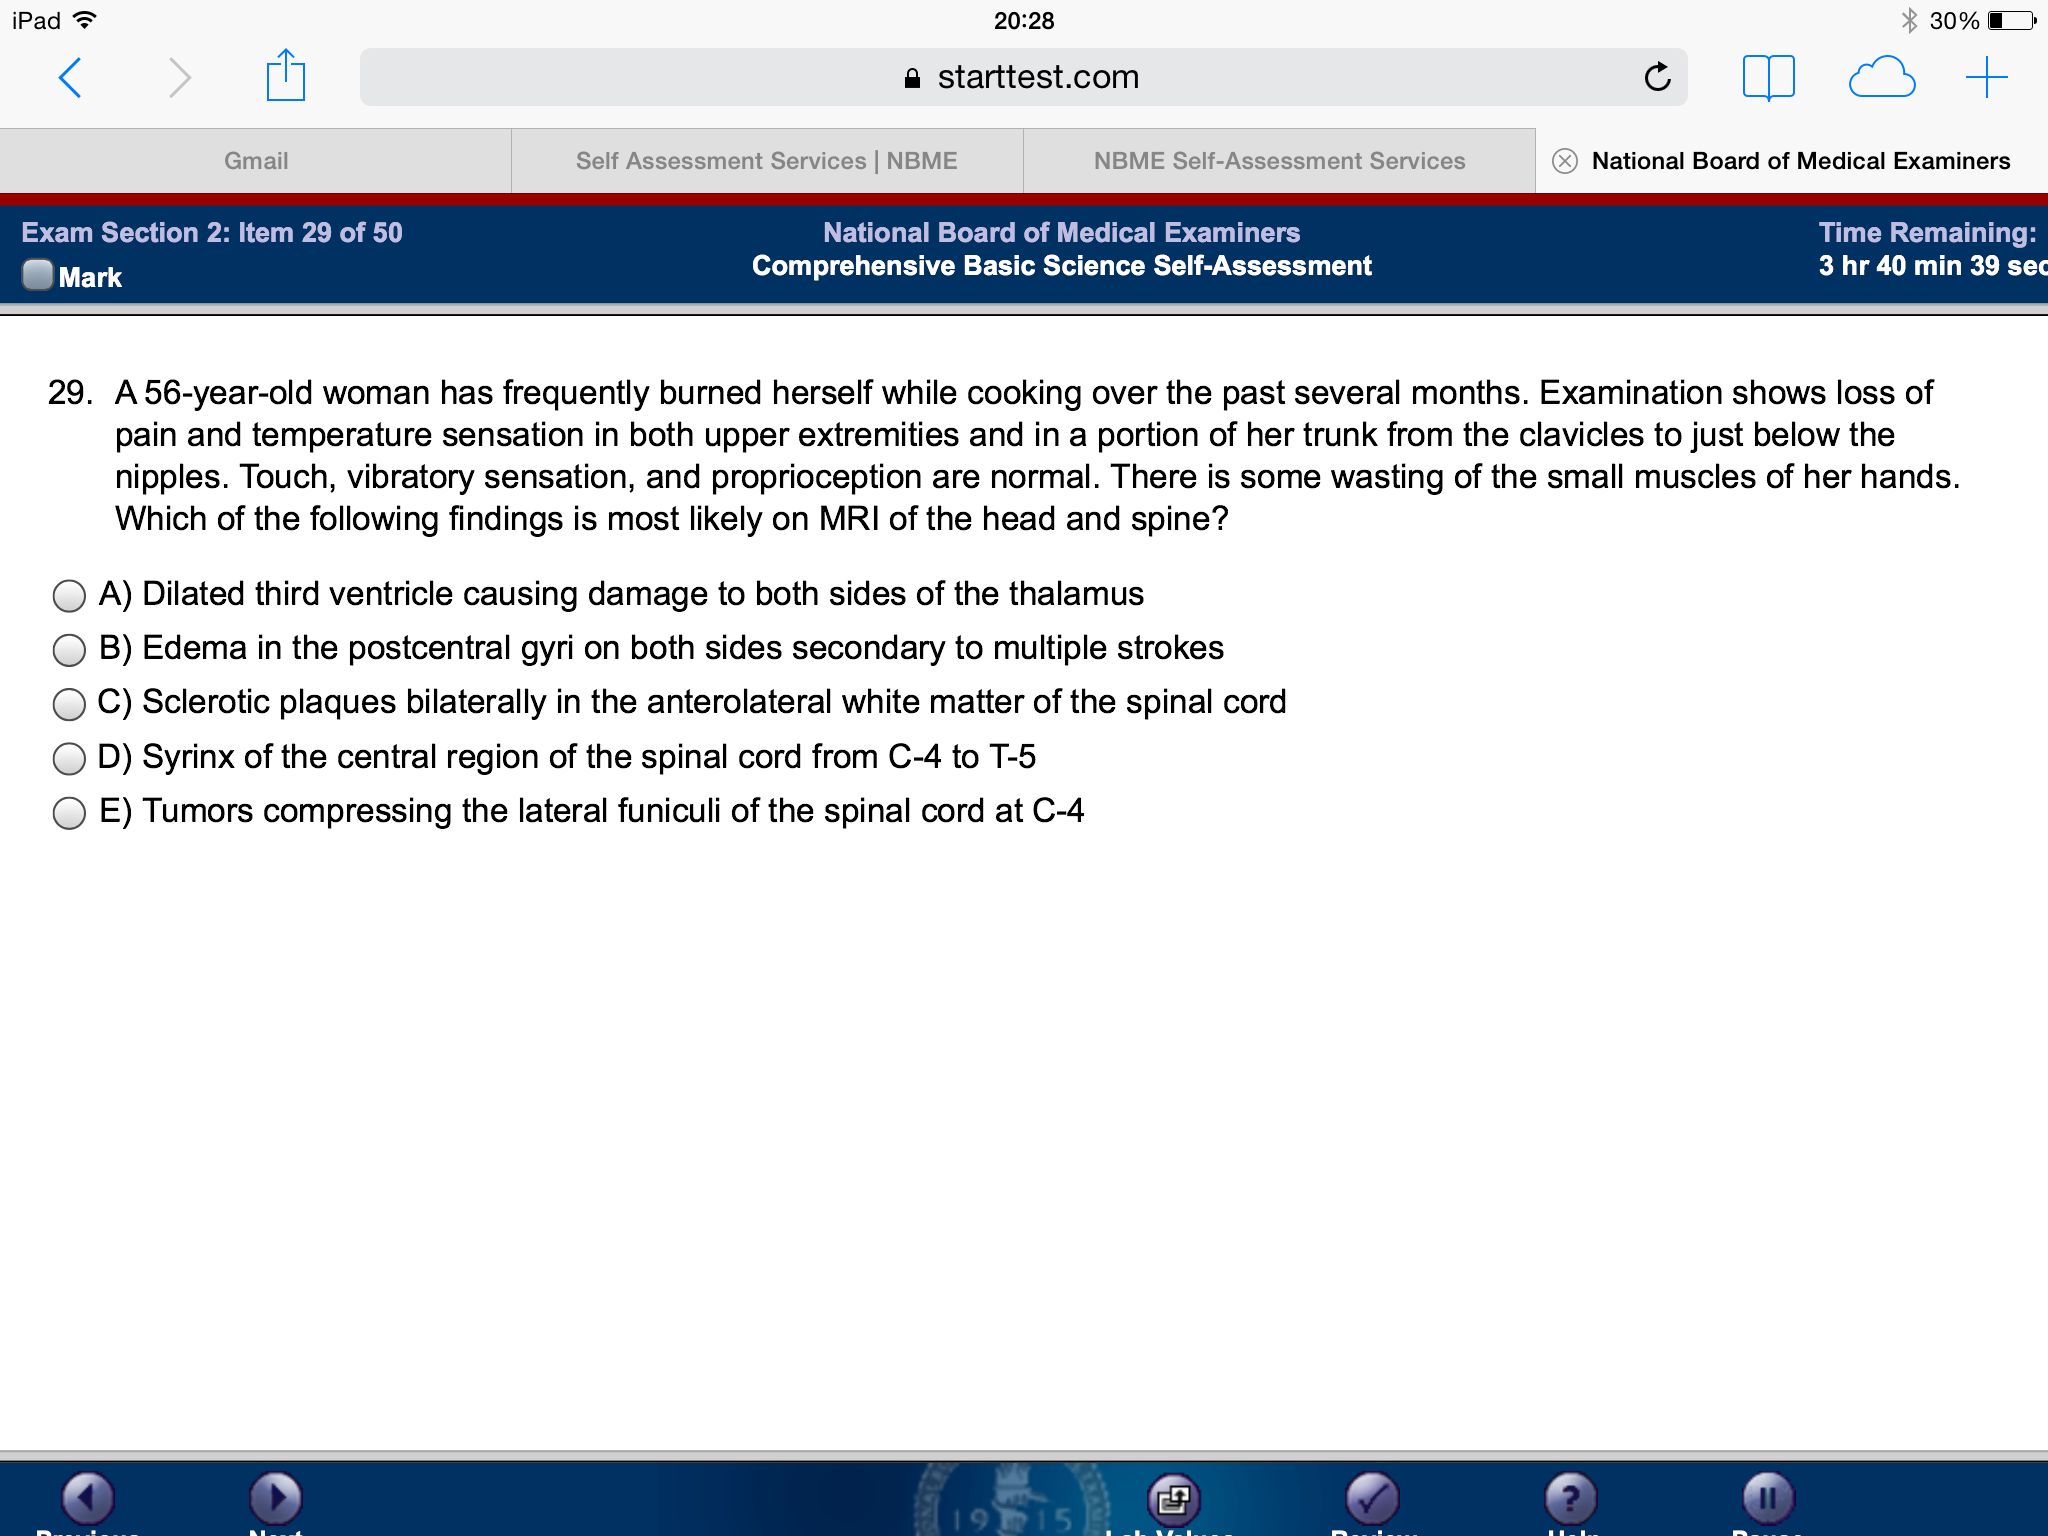 iPad 20:28 30%
starttest.com
Gmail Self Assessment Services | NBME NBME Self-Assessment Services National Board of Medical Examiners
Exam Section 2: Item 29 of 50 National Board of Medical Examiners Time Remaining:
Mark Comprehensive Basic Science Self-Assessment 3 hr 40 min 39 sec
29. A 56-year-old woman has frequently burned herself while cooking over the past several months. Examination shows loss of
pain and temperature sensation in both upper extremities and in a portion of her trunk from the clavicles to just below the
nipples. Touch, vibratory sensation, and proprioception are normal. There is some wasting of the small muscles of her hands.
Which of the following findings is most likely on MRI of the head and spine?
A) Dilated third ventricle causing damage to both sides of the thalamus
B) Edema in the postcentral gyri on both sides secondary to multiple strokes
C) Sclerotic plaques bilaterally in the anterolateral white matter of the spinal cord
D) Syrinx of the central region of the spinal cord from C-4 to T-5
E) Tumors compressing the lateral funiculi of the spinal cord at C-4
1915
Previous Next Lab Values Review Help Pause